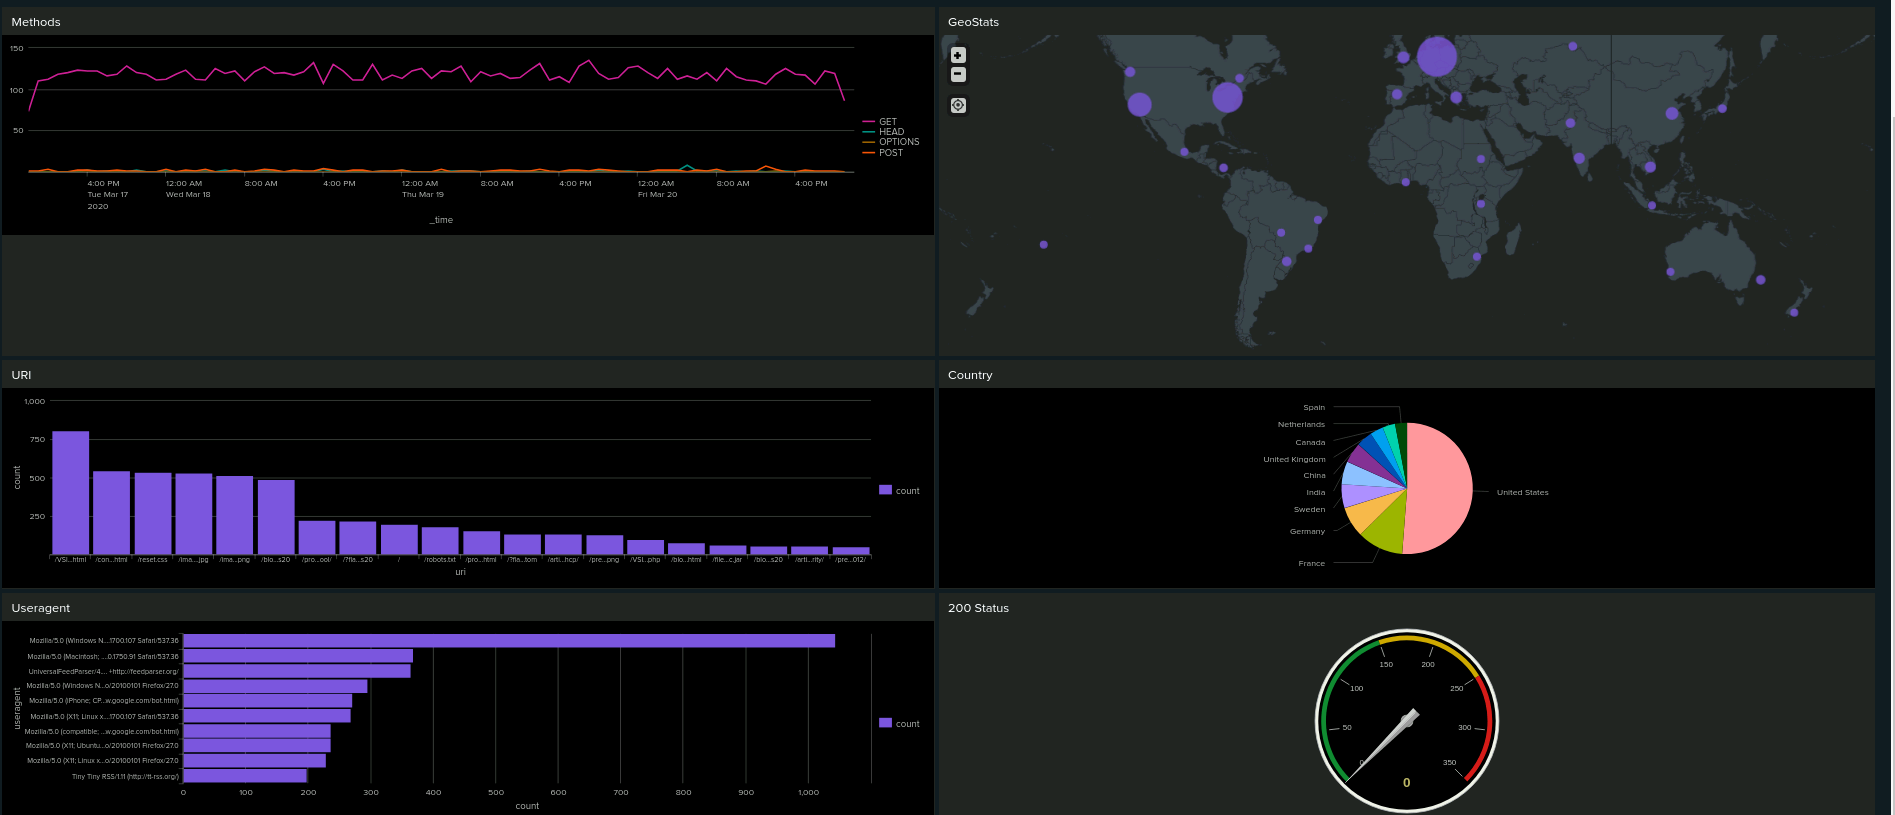 Methods
150
100
50
GET
HEAD
OPTIONS
POST
4:00 PM 12:00 AM 8:00 AM 4:00 PM 12:00 AM 8:00 AM 4:00 PM 12:00 AM 8:00 AM 4:00 PM
Tue Mar 17 Wed Mar 18 Thu Mar 19 Fri Mar 20
2020
_time
GeoStats
URI
1,000
750
500
250
count
count
/VSI...html /con...html /reset.css /ima...jpg /ima...png /blo...s20 /pro...ool/ /?fla...s20 / /robots.txt /pro...html /?fla...tom /arti...hcp/ /pre...png /VSI...php /blo...html /file...c.jar /blo...s20 /arti...rity/ /pre...012/
uri
Country
Spain
Netherlands
Canada
United Kingdom
China
India
Sweden
Germany
France
United States
Useragent
Mozilla/5.0 (Windows N...1700.107 Safari/537.36
Mozilla/5.0 (Macintosh; ...0.1750.91 Safari/537.36
UniversalFeedParser/4... +http://feedparser.org/
Mozilla/5.0 (Windows N...o/20100101 Firefox/27.0
Mozilla/5.0 (iPhone; CP...w.google.com/bot.html)
Mozilla/5.0 (X11; Linux x...1700.107 Safari/537.36
Mozilla/5.0 (compatible; ...w.google.com/bot.html)
Mozilla/5.0 (X11; Ubuntu...o/20100101 Firefox/27.0
Mozilla/5.0 (X11; Linux x...o/20100101 Firefox/27.0
Tiny Tiny RSS/1.11 (http://tt-rss.org/)
useragent
count
0 100 200 300 400 500 600 700 800 900 1,000
count
200 Status
150 200
100 250
50 300
0 350
0